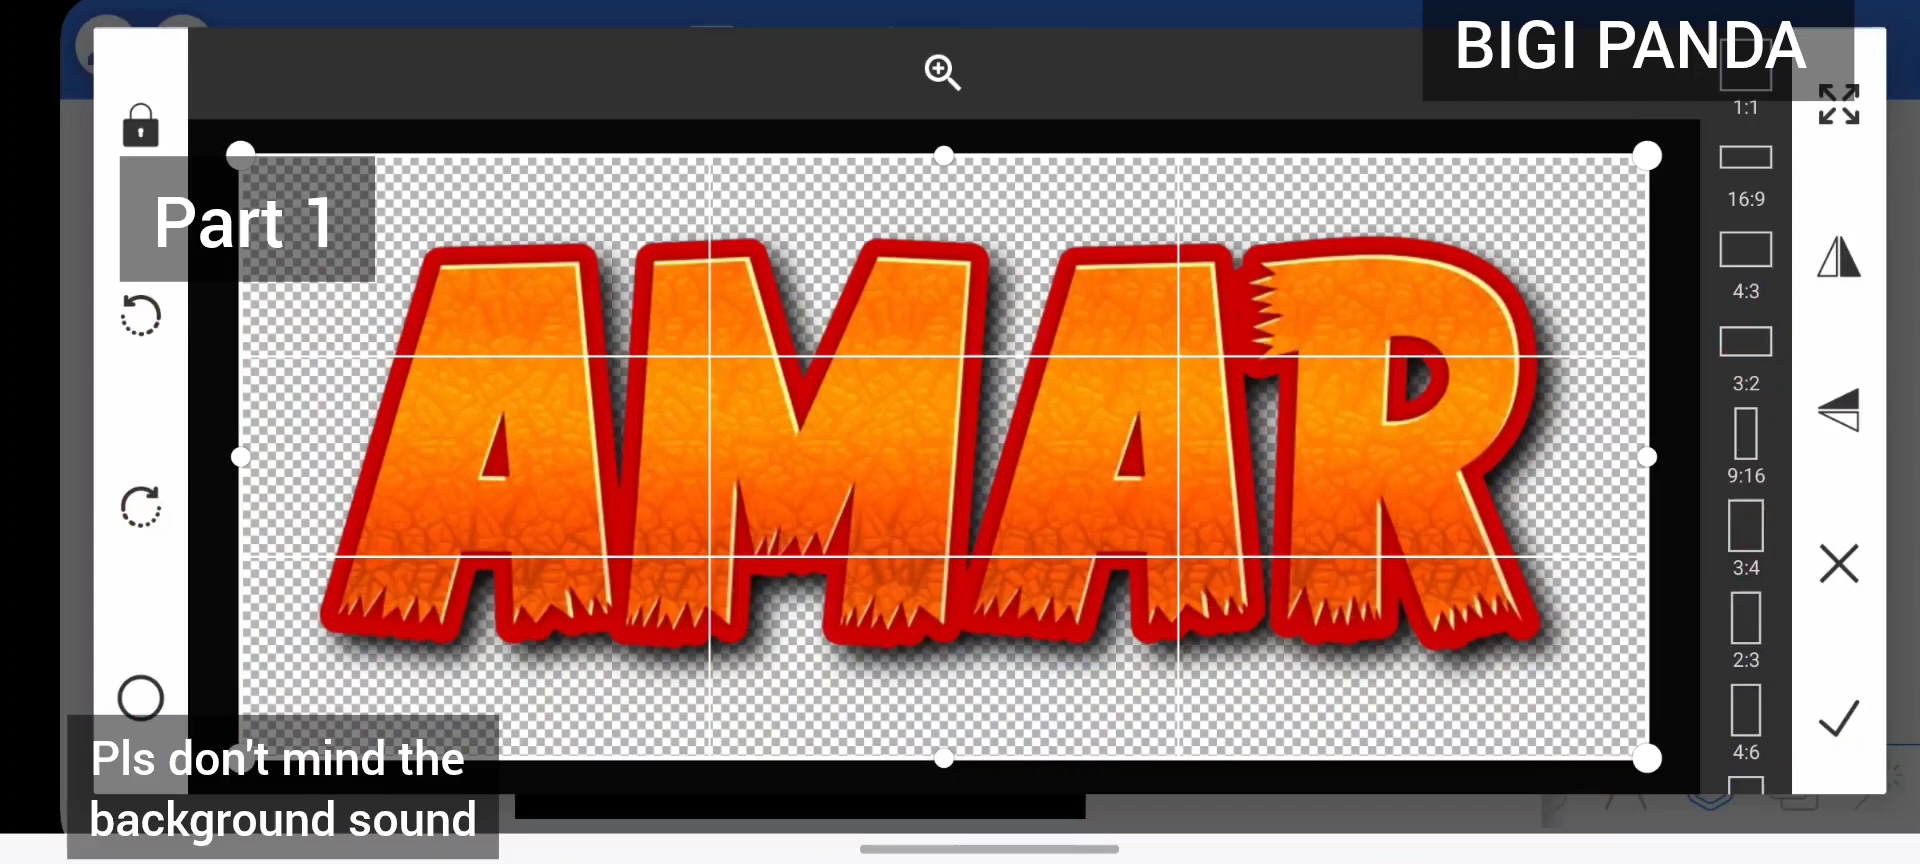 BIGI PANDA
Part 1
AMAR
1:1
16:9
4:3
3:2
9:16
3:4
2:3
4:6
Pls don't mind the
background sound